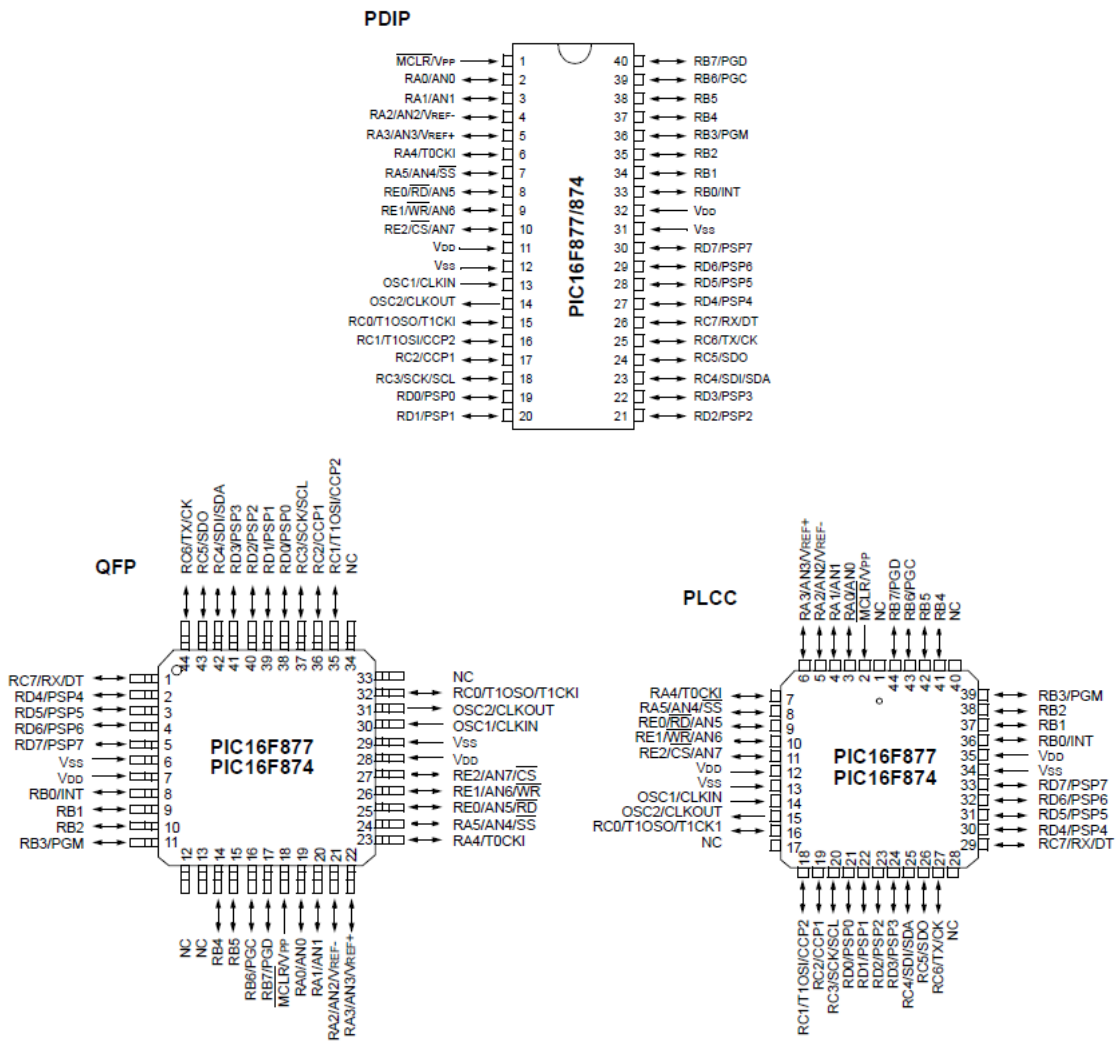 PDIP
MCLR/VPP
RA0/AN0
RA1/AN1
RA2/AN2/VREF-
RA3/AN3/VREF+
RA4/T0CKI
RA5/AN4/SS
RE0/RD/AN5
RE1/WR/AN6
RE2/CS/AN7
VDD
VSS
OSC1/CLKIN
OSC2/CLKOUT
RC0/T1OSO/T1CKI
RC1/T1OSI/CCP2
RC2/CCP1
RC3/SCK/SCL
RD0/PSP0
RD1/PSP1
1
2
3
4
5
6
7
8
9
10
11
12
13
14
15
16
17
18
19
20
PIC16F877/874
40
39
38
37
36
35
34
33
32
31
30
29
28
27
26
25
24
23
22
21
RB7/PGD
RB6/PGC
RB5
RB4
RB3/PGM
RB2
RB1
RB0/INT
VDD
VSS
RD7/PSP7
RD6/PSP6
RD5/PSP5
RD4/PSP4
RC7/RX/DT
RC6/TX/CK
RC5/SDO
RC4/SDI/SDA
RD3/PSP3
RD2/PSP2
QFP
RC6/TX/CK
RC5/SDO
RC4/SDI/SDA
RD3/PSP3
RD2/PSP2
RD1/PSP1
RD0/PSP0
RC3/SCK/SCL
RC2/CCP1
RC1/T1OSI/CCP2
NC
44
43
42
41
40
39
38
37
36
35
34
RC7/RX/DT
RD4/PSP4
RD5/PSP5
RD6/PSP6
RD7/PSP7
VSS
VDD
RB0/INT
RB1
RB2
RB3/PGM
1
2
3
4
5
6
7
8
9
10
11
PIC16F877
PIC16F874
33
32
31
30
29
28
27
26
25
24
23
NC
RC0/T1OSO/T1CKI
OSC2/CLKOUT
OSC1/CLKIN
VSS
VDD
RE2/AN7/CS
RE1/AN6/WR
RE0/AN5/RD
RA5/AN4/SS
RA4/T0CKI
12
13
14
15
16
17
18
19
20
21
22
NC
NC
RB4
RB5
RB6/PGC
RB7/PGD
MCLR/VPP
RA0/AN0
RA1/AN1
RA2/AN2/VREF-
RA3/AN3/VREF+
PLCC
RA3/AN3/VREF+
RA2/AN2/VREF-
RA1/AN1
RA0/AN0
MCLR/VPP
NC
RB7/PGD
RB6/PGC
RB5
RB4
NC
6
5
4
3
2
1
44
43
42
41
40
RA4/T0CKI
RA5/AN4/SS
RE0/RD/AN5
RE1/WR/AN6
RE2/CS/AN7
VDD
VSS
OSC1/CLKIN
OSC2/CLKOUT
RC0/T1OSO/T1CK1
NC
7
8
9
10
11
12
13
14
15
16
17
PIC16F877
PIC16F874
39
38
37
36
35
34
33
32
31
30
29
RB3/PGM
RB2
RB1
RB0/INT
VDD
VSS
RD7/PSP7
RD6/PSP6
RD5/PSP5
RD4/PSP4
RC7/RX/DT
18
19
20
21
22
23
24
25
26
27
28
RC1/T1OSI/CCP2
RC2/CCP1
RC3/SCK/SCL
RD0/PSP0
RD1/PSP1
RD2/PSP2
RD3/PSP3
RC4/SDI/SDA
RC5/SDO
RC6/TX/CK
NC